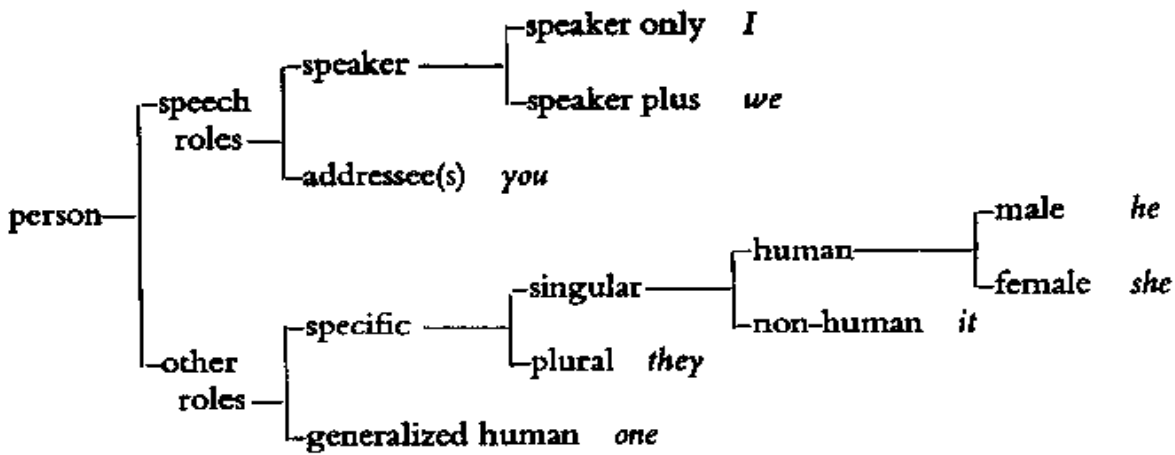 speaker only I
speaker
speech
roles
speaker plus we
addressee(s) you
person
male he
human
female she
singular
specific
non-human it
other
roles
plural they
generalized human one